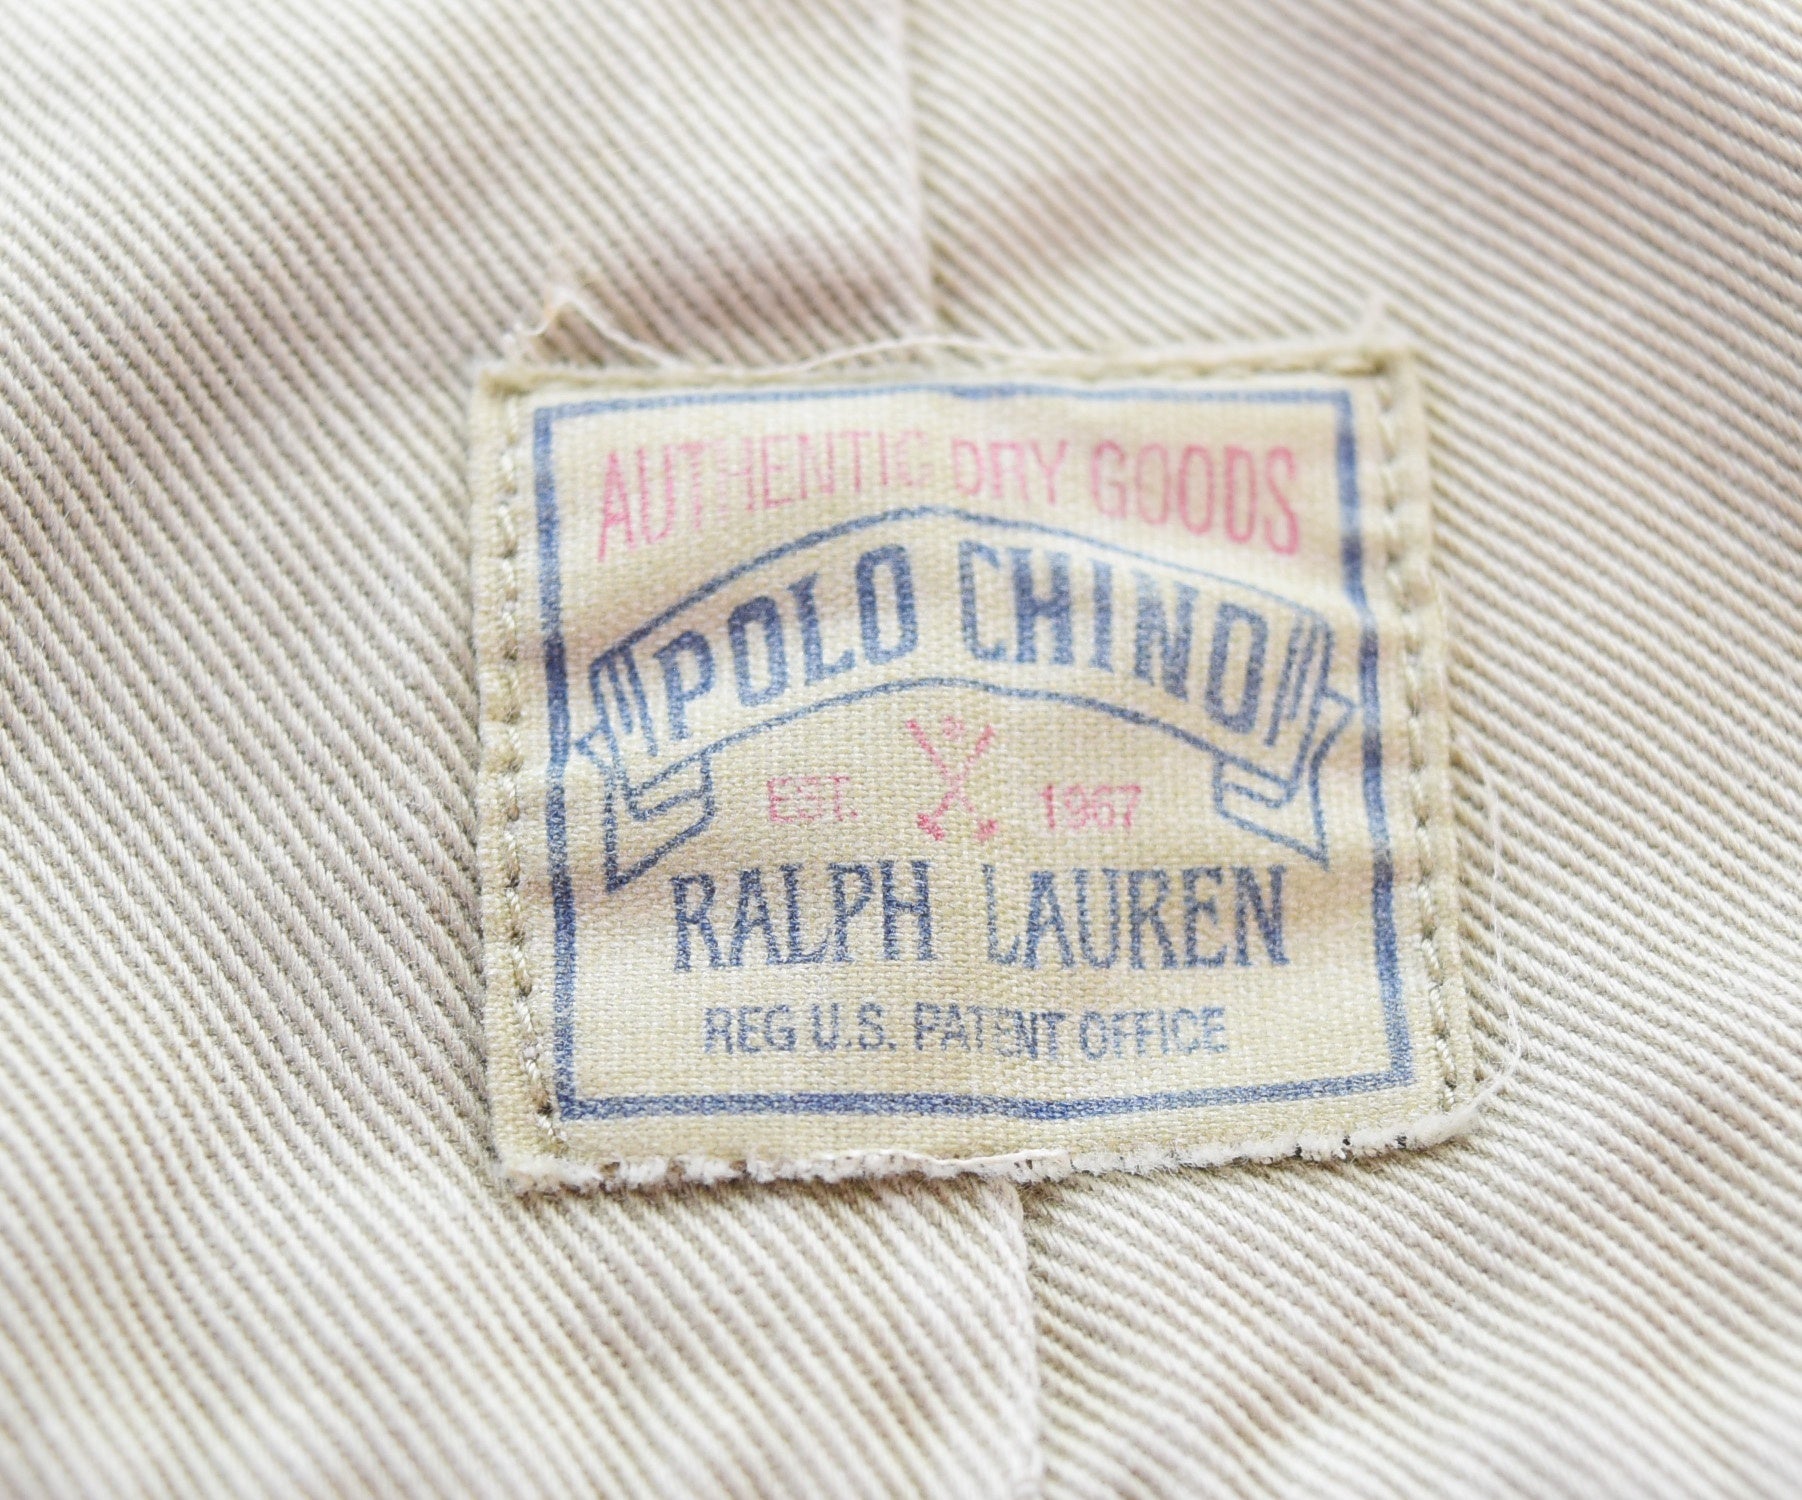 AUTHENTIC DRY GOODS
POLO CHINO
EST. 1967
RALPH LAUREN
REG U.S. PATENT OFFICE